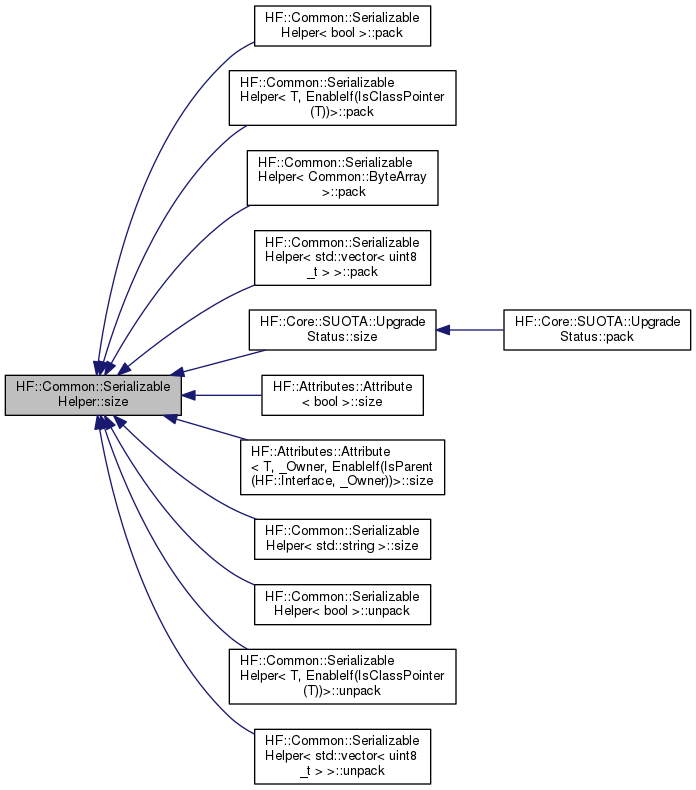 HF::Common::Serializable
Helper< bool >::pack
HF::Common::Serializable
Helper< T, EnableIf(IsClassPointer
(T))>::pack
HF::Common::Serializable
Helper< Common::ByteArray
>::pack
HF::Common::Serializable
Helper< std::vector< uint8
_t > >::pack
HF::Core::SUOTA::Upgrade
Status::size
HF::Core::SUOTA::Upgrade
Status::pack
HF::Common::Serializable
Helper::size
HF::Attributes::Attribute
< bool >::size
HF::Attributes::Attribute
< T, _Owner, EnableIf(IsParent
(HF::Interface, _Owner))>::size
HF::Common::Serializable
Helper< std::string >::size
HF::Common::Serializable
Helper< bool >::unpack
HF::Common::Serializable
Helper< T, EnableIf(IsClassPointer
(T))>::unpack
HF::Common::Serializable
Helper< std::vector< uint8
_t > >::unpack